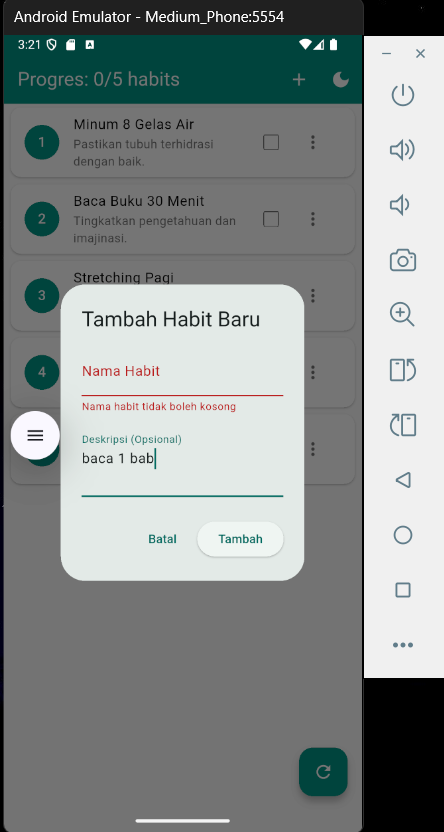 Android Emulator - Medium_Phone:5554
3:21
Progres: 0/5 habits
1
Minum 8 Gelas Air
Pastikan tubuh terhidrasi
dengan baik.
2
Baca Buku 30 Menit
Tingkatkan pengetahuan dan
imajinasi.
3
Stretching Pagi
4
Tambah Habit Baru
Nama Habit
Nama habit tidak boleh kosong
Deskripsi (Opsional)
baca 1 bab
Batal
Tambah